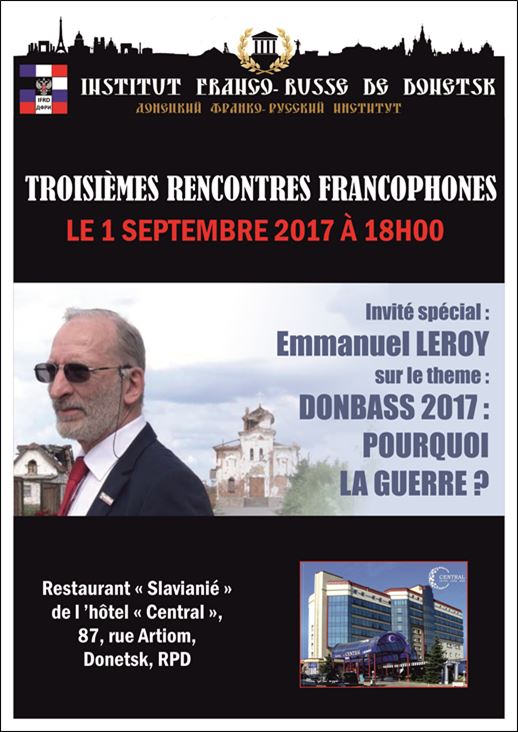 INSTITUT FRANCO-RUSSE DE DONETSK
ДОНЕЦКИЙ ФРАНКО-РУССКИЙ ИНСТИТУТ
IFRD
ДФРИ
TROISIÈMES RENCONTRES FRANCOPHONES
LE 1 SEPTEMBRE 2017 À 18H00
Invité spécial :
Emmanuel LEROY
sur le theme :
DONBASS 2017 :
POURQUOI
LA GUERRE ?
Restaurant « Slavianié »
de l 'hôtel « Central »,
87, rue Artiom,
Donetsk, RPD
CENTRAL
CENTRAL